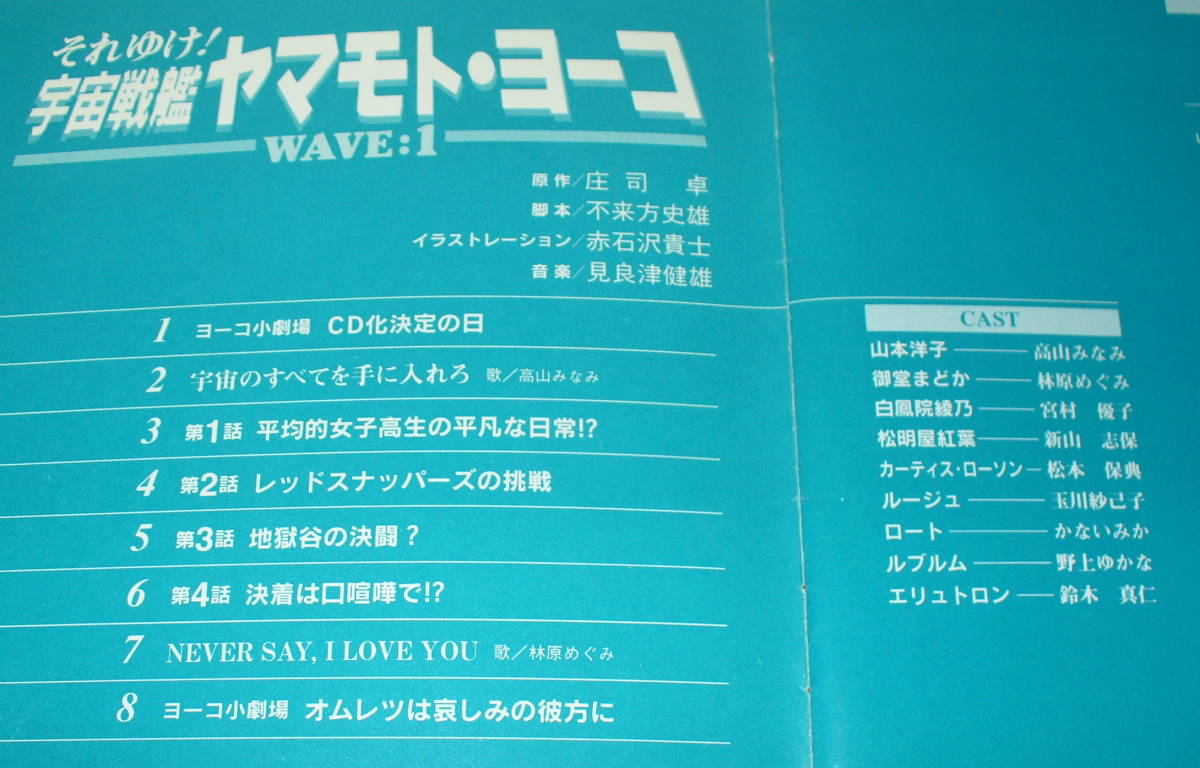 それゆけ!
宇宙戦艦ヤマモト・ヨーコ
WAVE:1
原作/庄司 卓
脚本/不来方史雄
イラストレーション/赤石沢貴士
音楽/見良津健雄
1 ヨーコ小劇場 CD化決定の日
2 宇宙のすべてを手に入れろ 歌/高山みなみ
3 第1話 平均的女子高生の平凡な日常!?
4 第2話 レッドスナッパーズの挑戦
5 第3話 地獄谷の決闘?
6 第4話 決着は口喧嘩で!?
7 NEVER SAY, I LOVE YOU 歌/林原めぐみ
8 ヨーコ小劇場 オムレツは哀しみの彼方に
CAST
山本洋子──高山みなみ
御堂まどか──林原めぐみ
白鳳院綾乃──宮村 優子
松明屋紅葉──新山 志保
カーティス・ローソン─松本 保典
ルージュ──玉川紗己子
ロート──かないみか
ルブルム──野上ゆかな
エリュトロン──鈴木 真仁